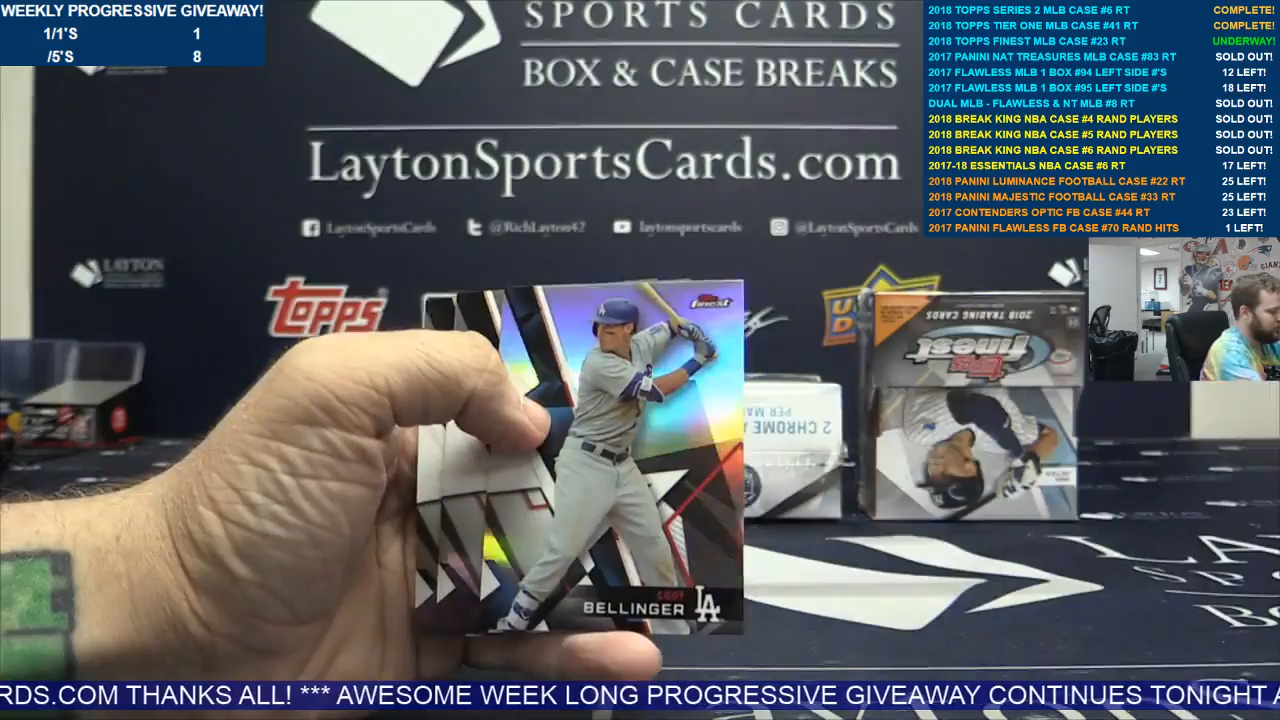 WEEKLY PROGRESSIVE GIVEAWAY!
1/1'S 1
/5'S 8
SPORTS CARDS
BOX & CASE BREAKS
LaytonSportsCards.com
LaytonSportsCards @RichLayton42 laytonsportscards @LaytonSportsCards
LAYTON
TOPPS
2018 TOPPS SERIES 2 MLB CASE #6 RT COMPLETE!
2018 TOPPS TIER ONE MLB CASE #41 RT COMPLETE!
2018 TOPPS FINEST MLB CASE #23 RT UNDERWAY!
2017 PANINI NAT TREASURES MLB CASE #83 RT SOLD OUT!
2017 FLAWLESS MLB 1 BOX #94 LEFT SIDE #'S 12 LEFT!
2017 FLAWLESS MLB 1 BOX #95 LEFT SIDE #'S 18 LEFT!
DUAL MLB - FLAWLESS & NT MLB #8 RT SOLD OUT!
2018 BREAK KING NBA CASE #4 RAND PLAYERS SOLD OUT!
2018 BREAK KING NBA CASE #5 RAND PLAYERS SOLD OUT!
2018 BREAK KING NBA CASE #6 RAND PLAYERS SOLD OUT!
2017-18 ESSENTIALS NBA CASE #6 RT 17 LEFT!
2018 PANINI LUMINANCE FOOTBALL CASE #22 RT 25 LEFT!
2018 PANINI MAJESTIC FOOTBALL CASE #33 RT 25 LEFT!
2017 CONTENDERS OPTIC FB CASE #44 RT 23 LEFT!
2017 PANINI FLAWLESS FB CASE #70 RAND HITS 1 LEFT!
finest
CODY
BELLINGER LA
2018 TRADING CARDS
TOPPS
finest
2 CHROME
RDS.COM THANKS ALL! *** AWESOME WEEK LONG PROGRESSIVE GIVEAWAY CONTINUES TONIGHT